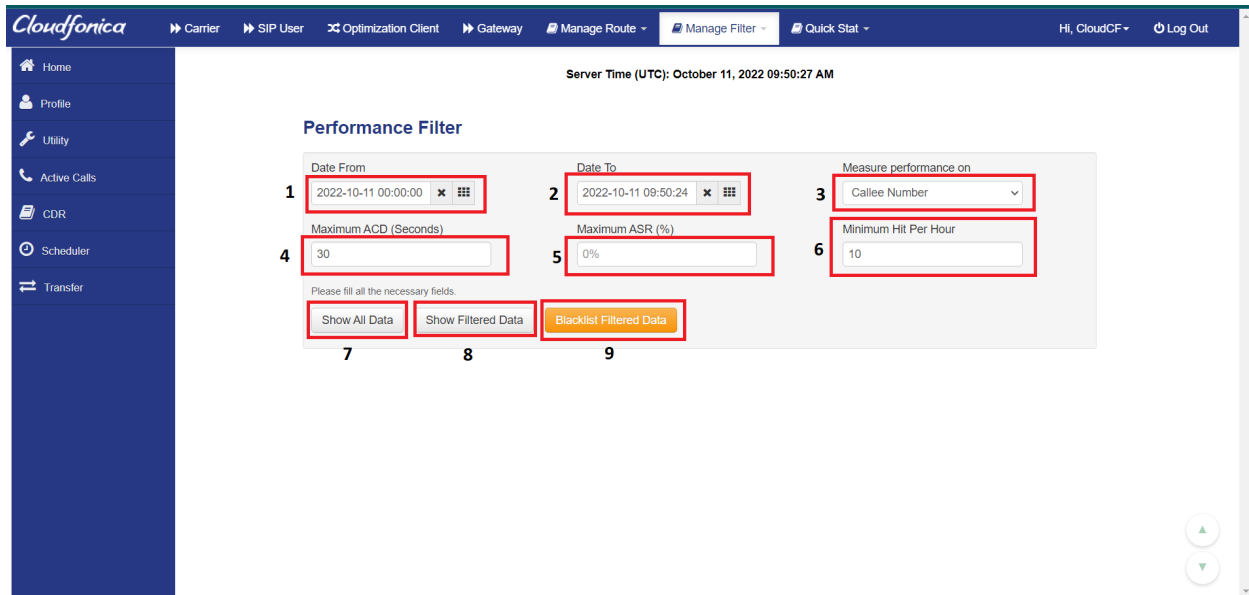 Cloudfonica
Carrier SIP User Optimization Client Gateway Manage Route Manage Filter Quick Stat Hi, CloudCF Log Out
Home
Profile
Utility
Active Calls
CDR
Scheduler
Transfer
Server Time (UTC): October 11, 2022 09:50:27 AM
Performance Filter
Date From Date To Measure performance on
1 2022-10-11 00:00:00 2 2022-10-11 09:50:24 3 Callee Number
Maximum ACD (Seconds) Maximum ASR (%) Minimum Hit Per Hour
4 30 5 0% 6 10
Please fill all the necessary fields.
Show All Data Show Filtered Data Blacklist Filtered Data
7 8 9